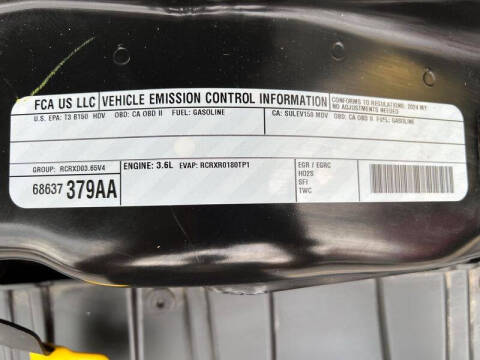 FCA US LLC VEHICLE EMISSION CONTROL INFORMATION
CONFORMS TO REGULATIONS: 2024 MY
NO ADJUSTMENTS NEEDED.
U.S. EPA: T3 B150 HDV OBD: CA OBD II FUEL: GASOLINE
CA: SULEV150 MDV OBD: CA OBD II FUEL: GASOLINE
GROUP: RCRXD03.65V4
68637 379AA
ENGINE: 3.6L EVAP: RCRXR0180TP1
EGR / EGRC
HO2S
SFI
TWC